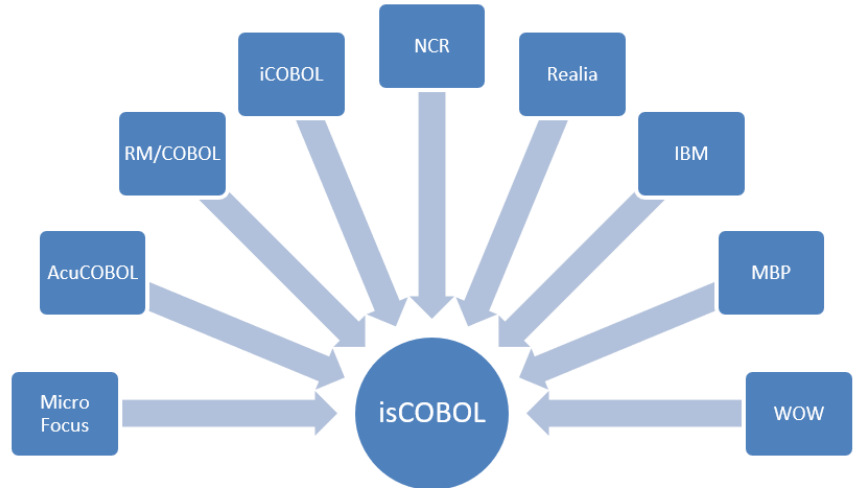 NCR
iCOBOL
Realia
RM/COBOL
IBM
AcuCOBOL
MBP
Micro
Focus
isCOBOL
WOW